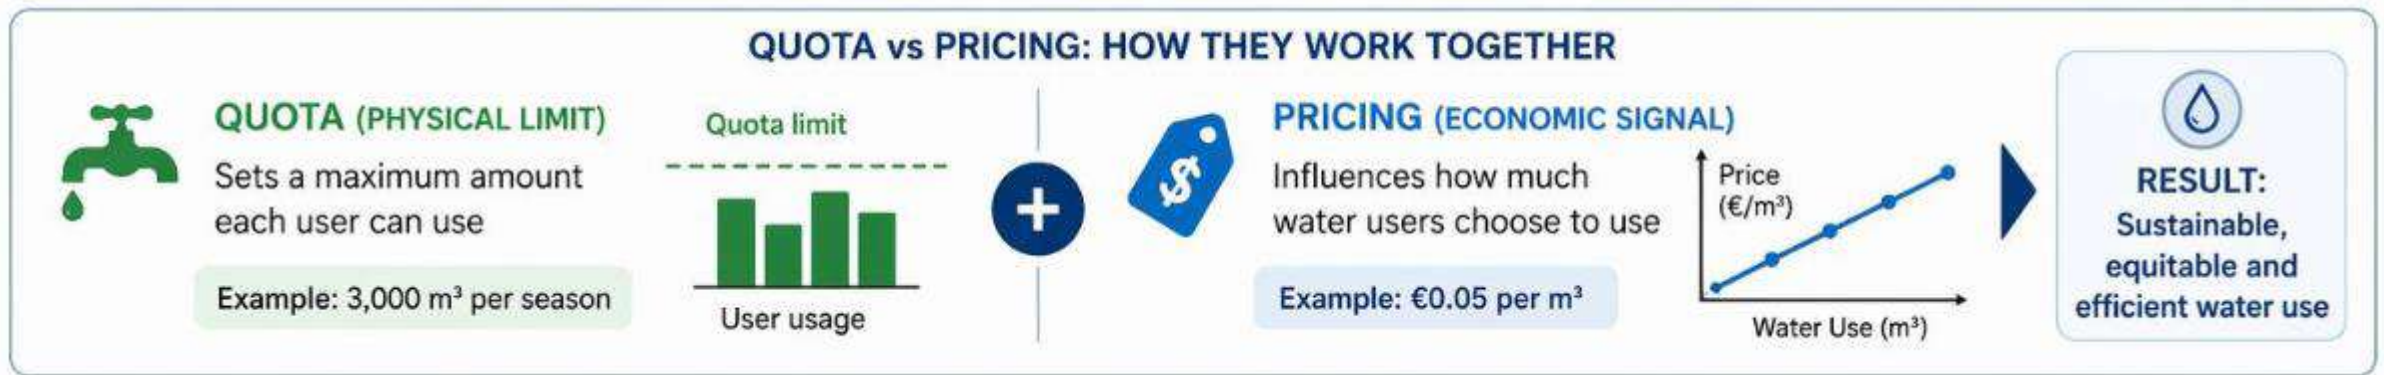 QUOTA vs PRICING: HOW THEY WORK TOGETHER
QUOTA (PHYSICAL LIMIT)
Sets a maximum amount
each user can use
Example: 3,000 m³ per season
Quota limit
User usage
+
$
PRICING (ECONOMIC SIGNAL)
Influences how much
water users choose to use
Example: €0.05 per m³
Price
(€/m³)
Water Use (m³)
RESULT:
Sustainable,
equitable and
efficient water use